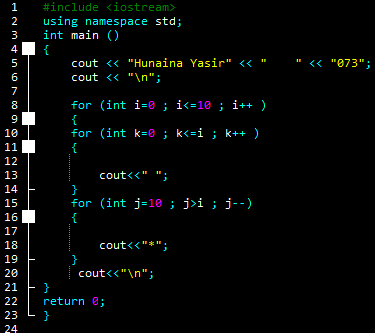 1 #include <iostream>
2 using namespace std;
3 int main ()
4 {
5 cout << "Hunaina Yasir" << "    " << "073";
6 cout << "\n";
7
8 for (int i=0 ; i<=10 ; i++ )
9 {
10 for (int k=0 ; k<=i ; k++ )
11 {
12
13 cout<<" ";
14 }
15 for (int j=10 ; j>i ; j--)
16 {
17
18 cout<<"*";
19 }
20 cout<<"\n";
21 }
22 return 0;
23 }
24